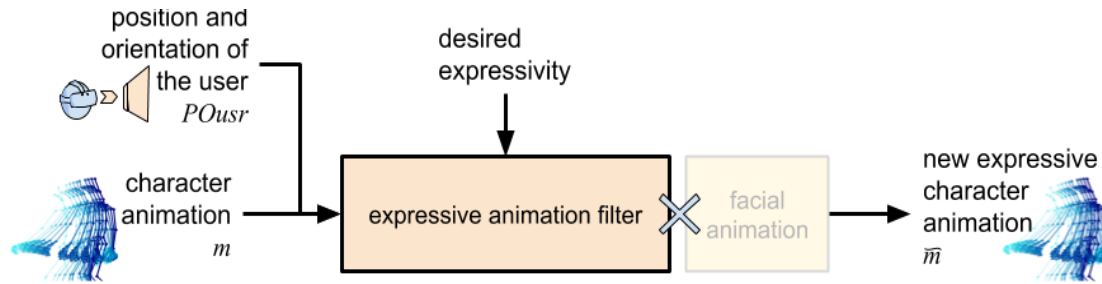 position and
orientation of
the user
POusr
character
animation
m
desired
expressivity
expressive animation filter
facial
animation
new expressive
character
animation
m̃